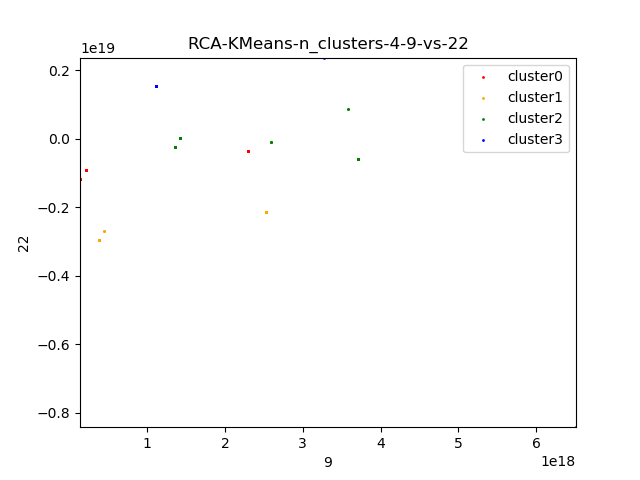 RCA-KMeans-n_clusters-4-9-vs-22
1e19
0.2
0.0
−0.2
−0.4
−0.6
−0.8
22
cluster0
cluster1
cluster2
cluster3
1 2 3 4 5 6
9
1e18